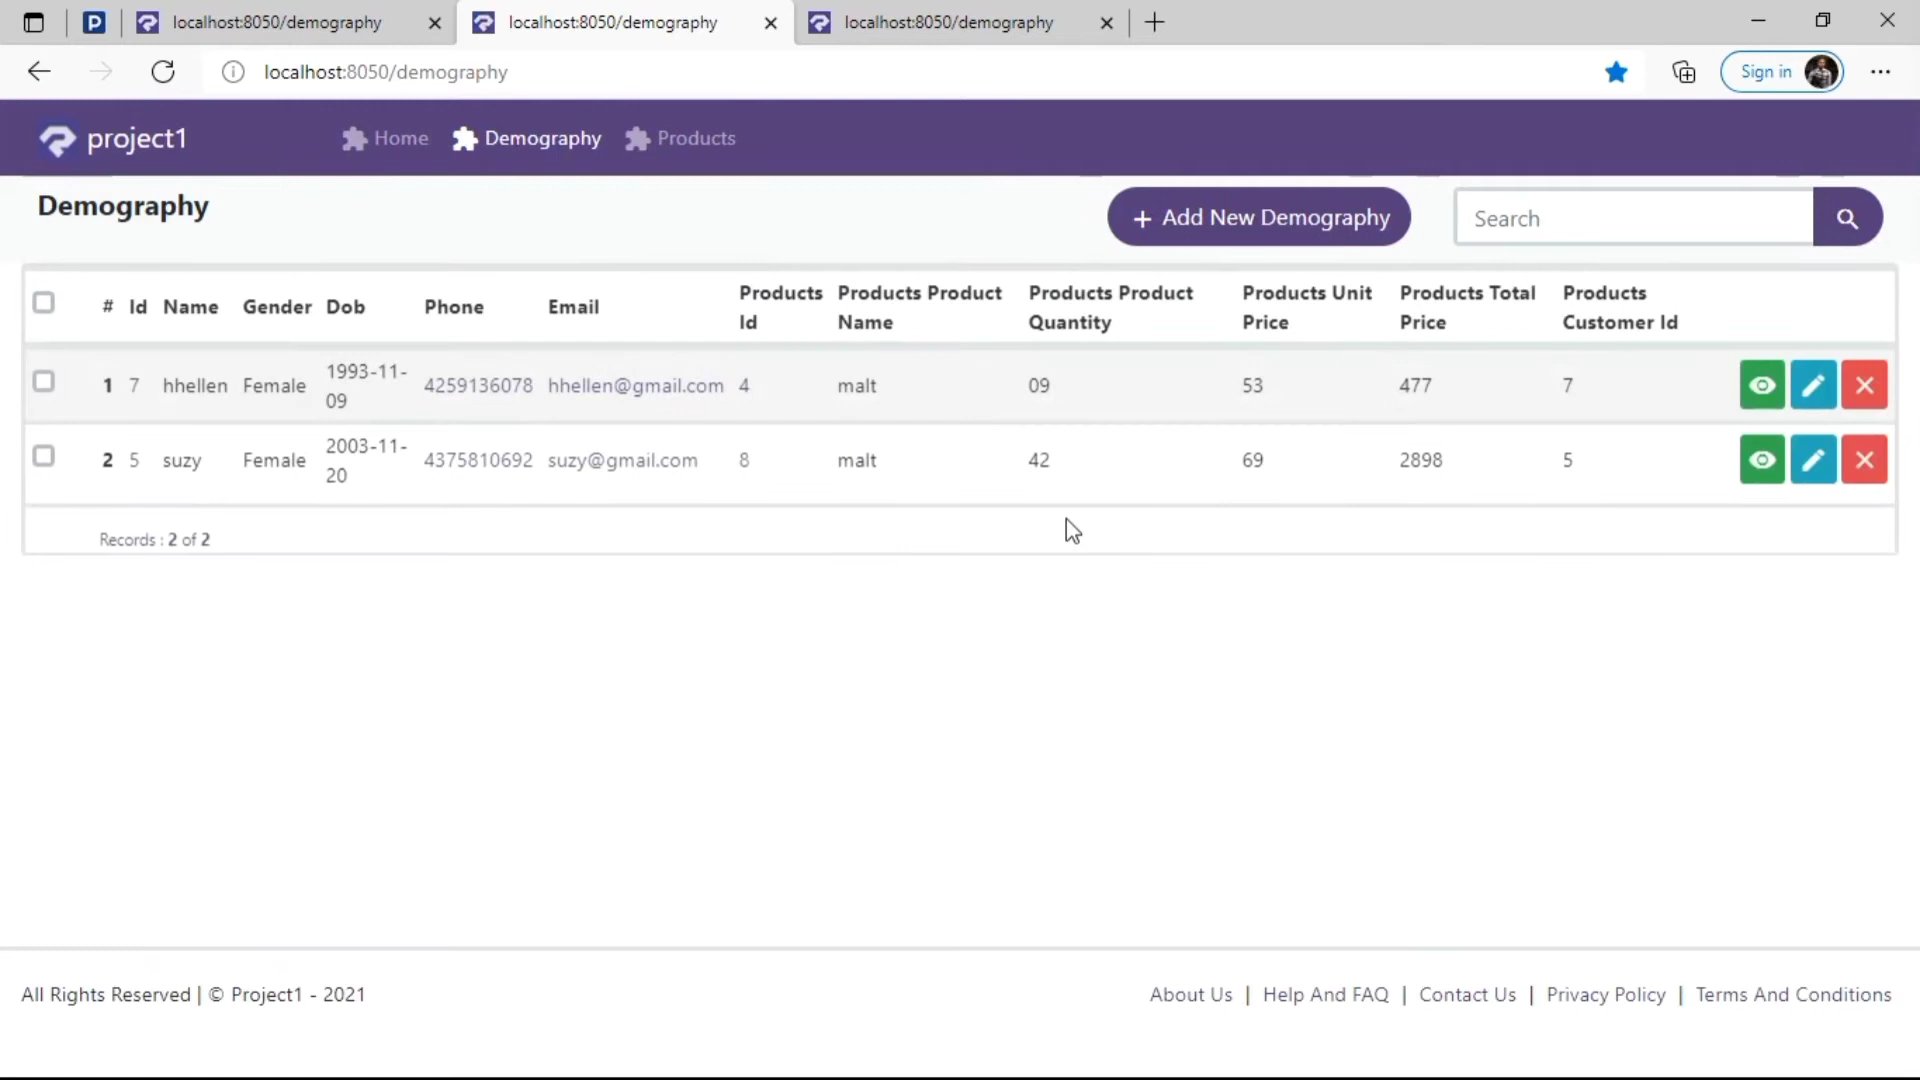 localhost:8050/demography localhost:8050/demography localhost:8050/demography
localhost:8050/demography Sign in
project1 Home Demography Products
Demography + Add New Demography Search
# Id Name Gender Dob Phone Email Products Id Products Product Name Products Product Quantity Products Unit Price Products Total Price Products Customer Id
1 7 hhellen Female 1993-11-09 4259136078 hhellen@gmail.com 4 malt 09 53 477 7
2 5 suzy Female 2003-11-20 4375810692 suzy@gmail.com 8 malt 42 69 2898 5
Records : 2 of 2
All Rights Reserved | © Project1 - 2021 About Us | Help And FAQ | Contact Us | Privacy Policy | Terms And Conditions